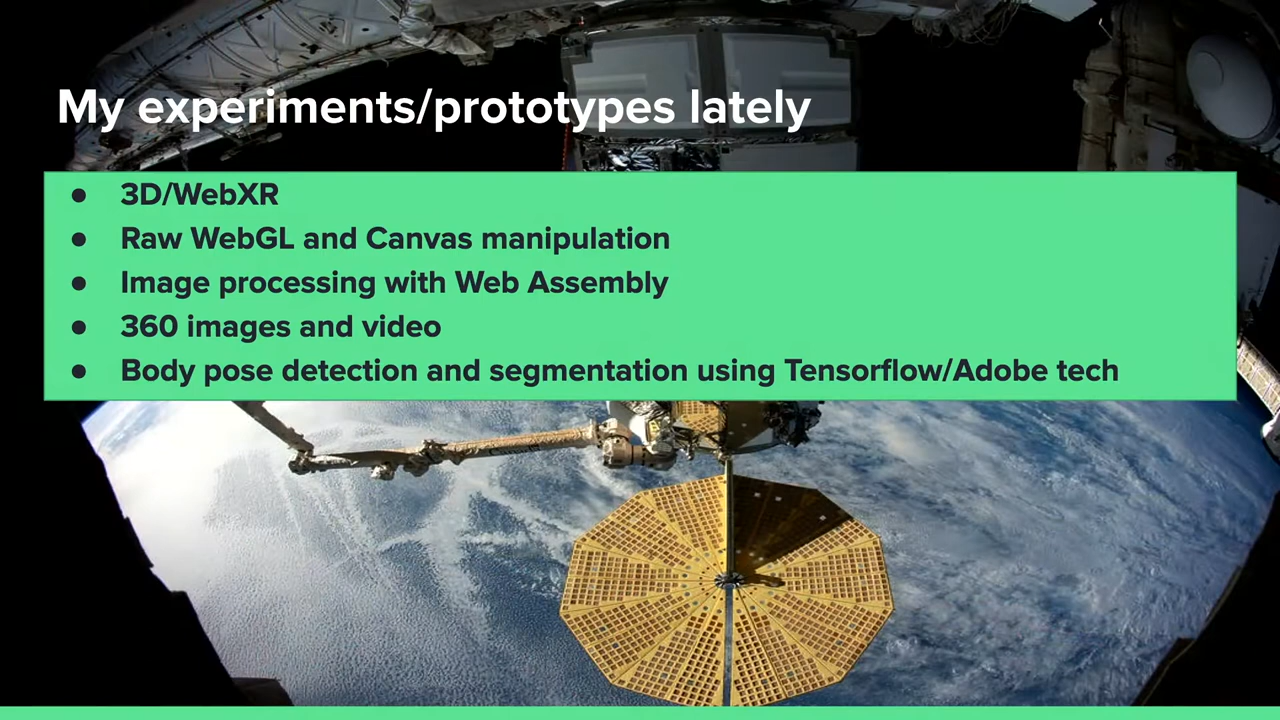 My experiments/prototypes lately
● 3D/WebXR
● Raw WebGL and Canvas manipulation
● Image processing with Web Assembly
● 360 images and video
● Body pose detection and segmentation using Tensorflow/Adobe tech